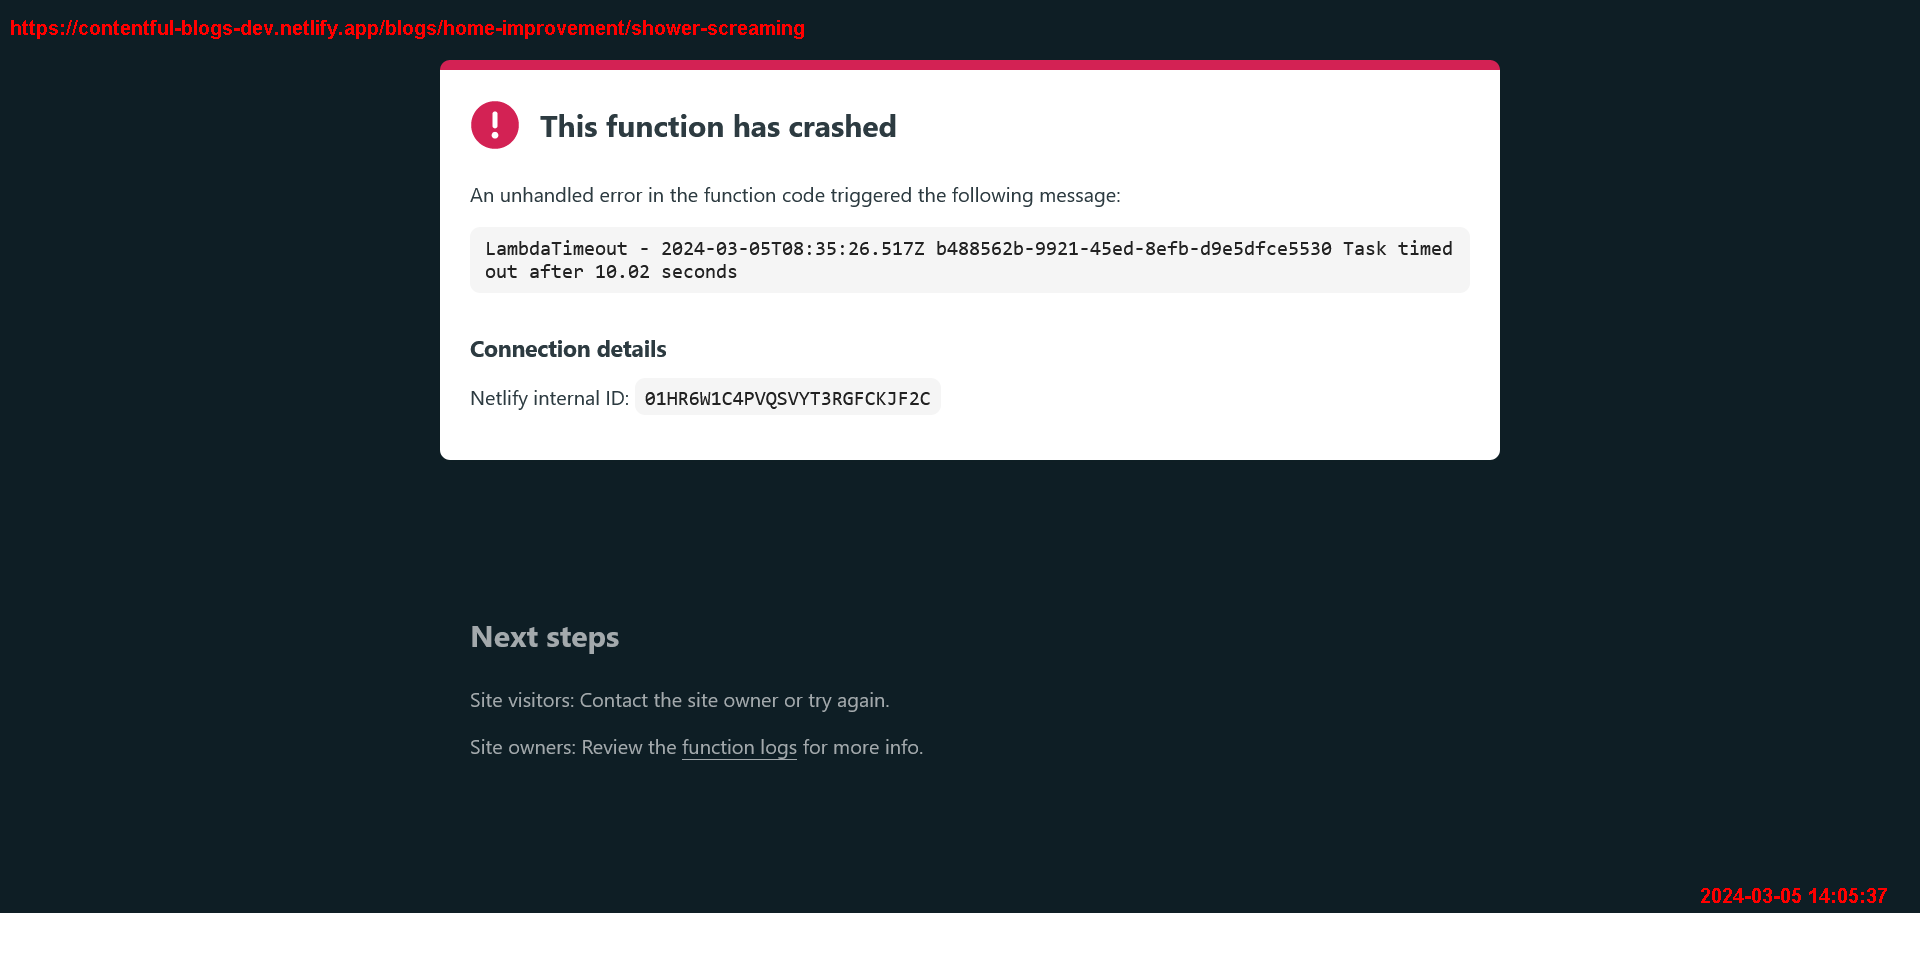 https://contentful-blogs-dev.netlify.app/blogs/home-improvement/shower-screaming
This function has crashed
An unhandled error in the function code triggered the following message:
LambdaTimeout - 2024-03-05T08:35:26.517Z b488562b-9921-45ed-8efb-d9e5dfce5530 Task timed
out after 10.02 seconds
Connection details
Netlify internal ID: 01HR6W1C4PVQSVYT3RGFCKJF2C
Next steps
Site visitors: Contact the site owner or try again.
Site owners: Review the function logs for more info.
2024-03-05 14:05:37